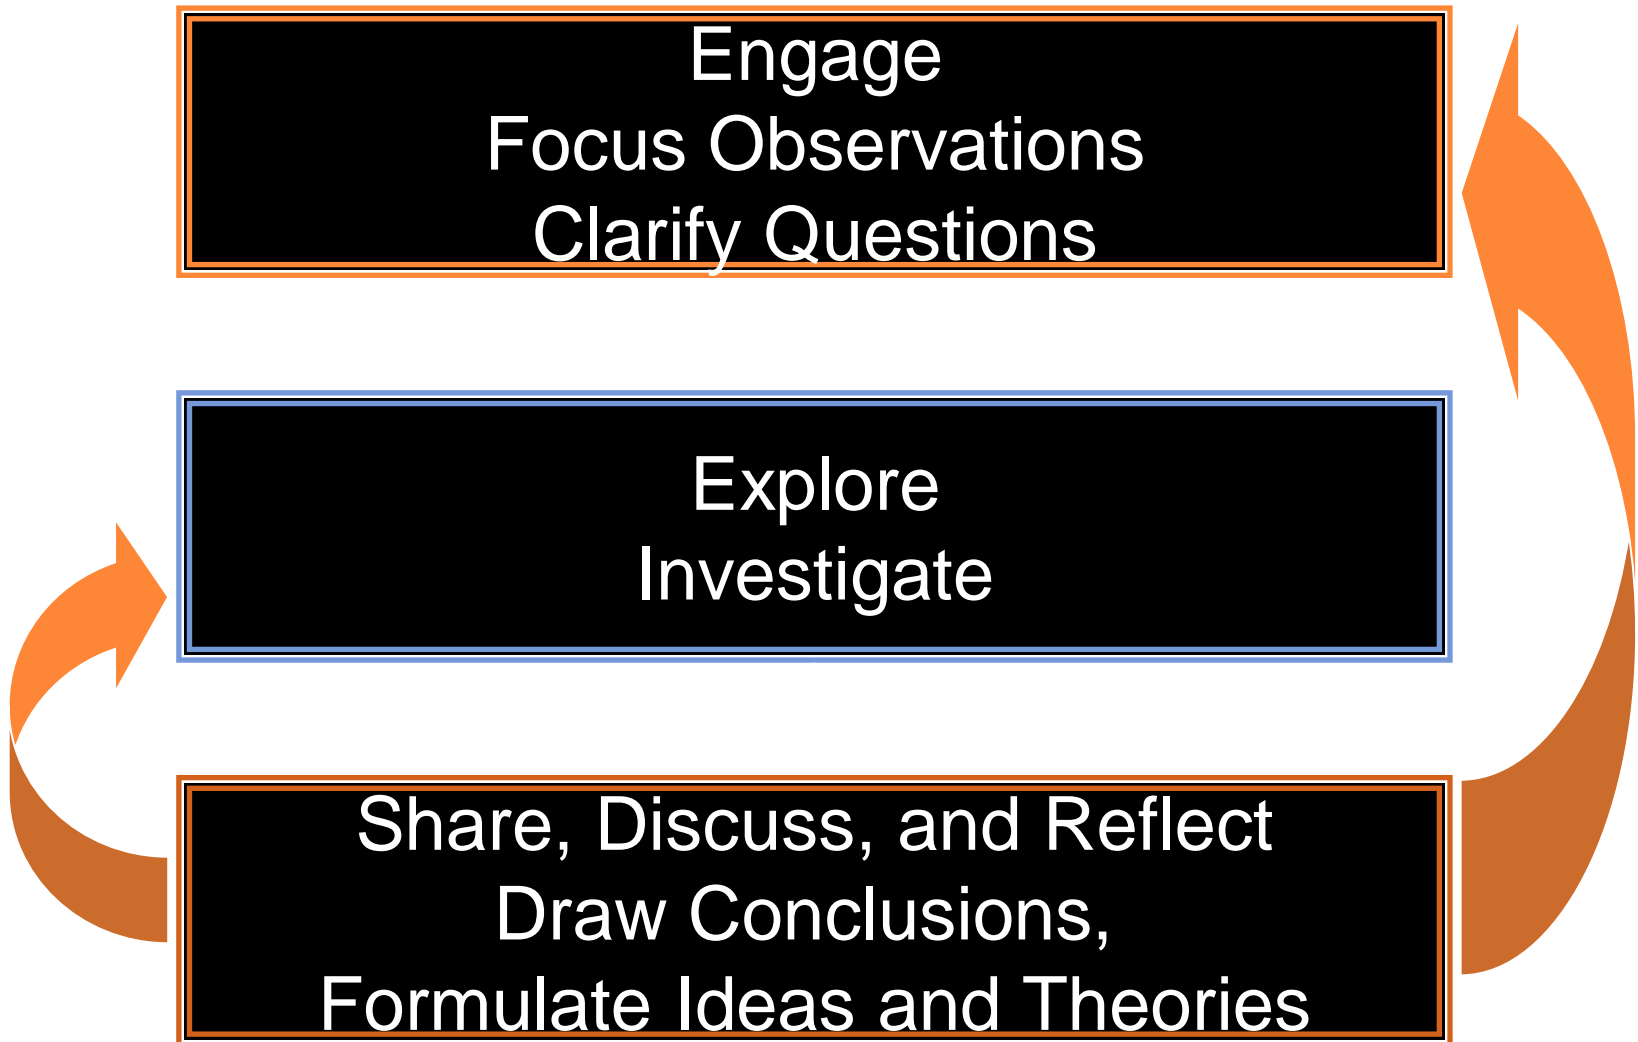 Engage
Focus Observations
Clarify Questions
Explore
Investigate
Share, Discuss, and Reflect
Draw Conclusions,
Formulate Ideas and Theories